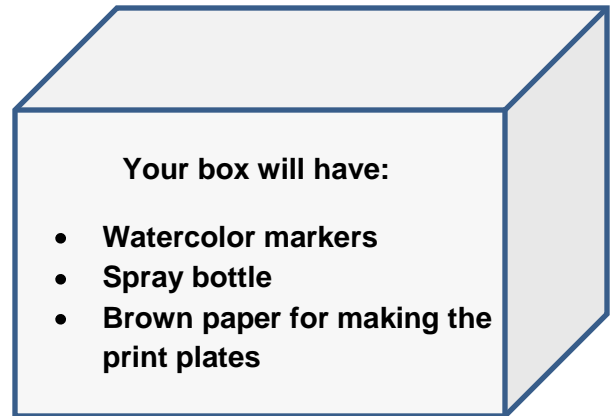 Your box will have:
• Watercolor markers
• Spray bottle
• Brown paper for making the
print plates